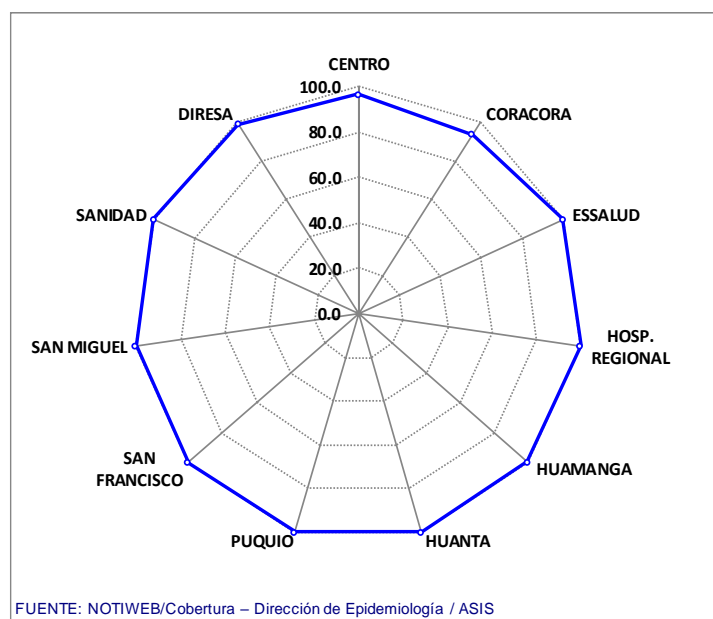 CENTRO
100.0
DIRESA
CORACORA
80.0
60.0
SANIDAD
ESSALUD
40.0
20.0
0.0
SAN MIGUEL
HOSP.
REGIONAL
SAN
FRANCISCO
HUAMANGA
PUQUIO
HUANTA
FUENTE: NOTIWEB/Cobertura – Dirección de Epidemiología / ASIS